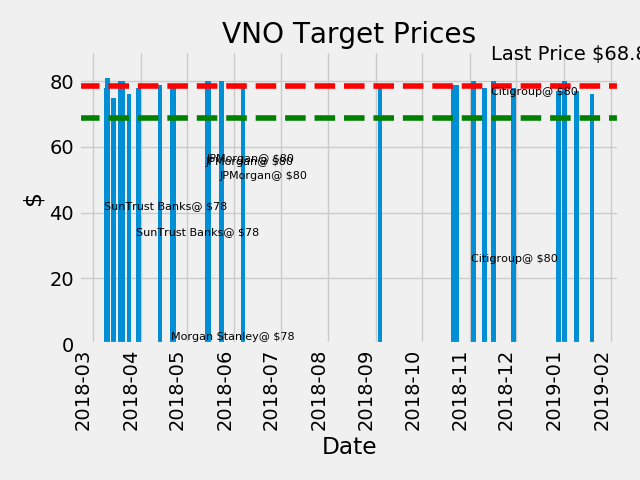 VNO Target Prices
Last Price $68.8
80
60
40
20
0
$
Citigroup@ $80
JPMorgan@ $80
JPMorgan@ $80
JPMorgan@ $80
SunTrust Banks@ $78
SunTrust Banks@ $78
Citigroup@ $80
Morgan Stanley@ $78
2018-03
2018-04
2018-05
2018-06
2018-07
2018-08
2018-09
2018-10
2018-11
2018-12
2019-01
2019-02
Date